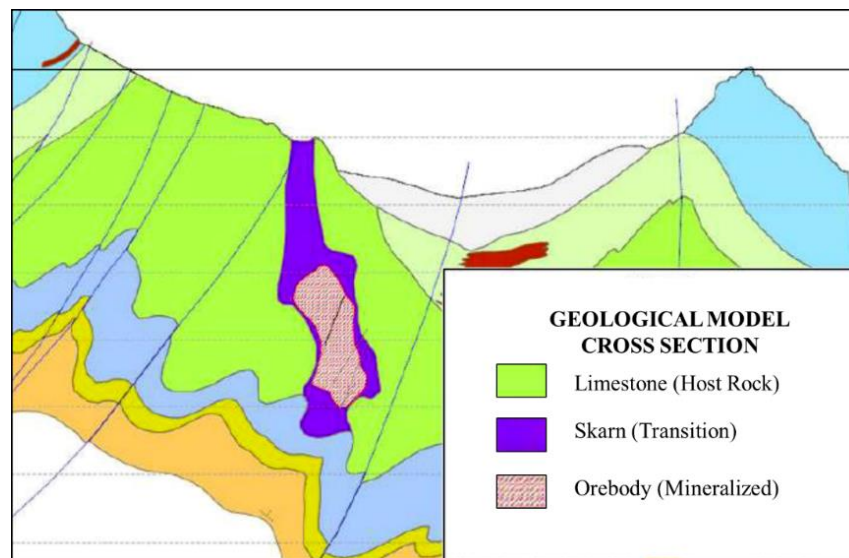 GEOLOGICAL MODEL
CROSS SECTION
Limestone (Host Rock)
Skarn (Transition)
Orebody (Mineralized)